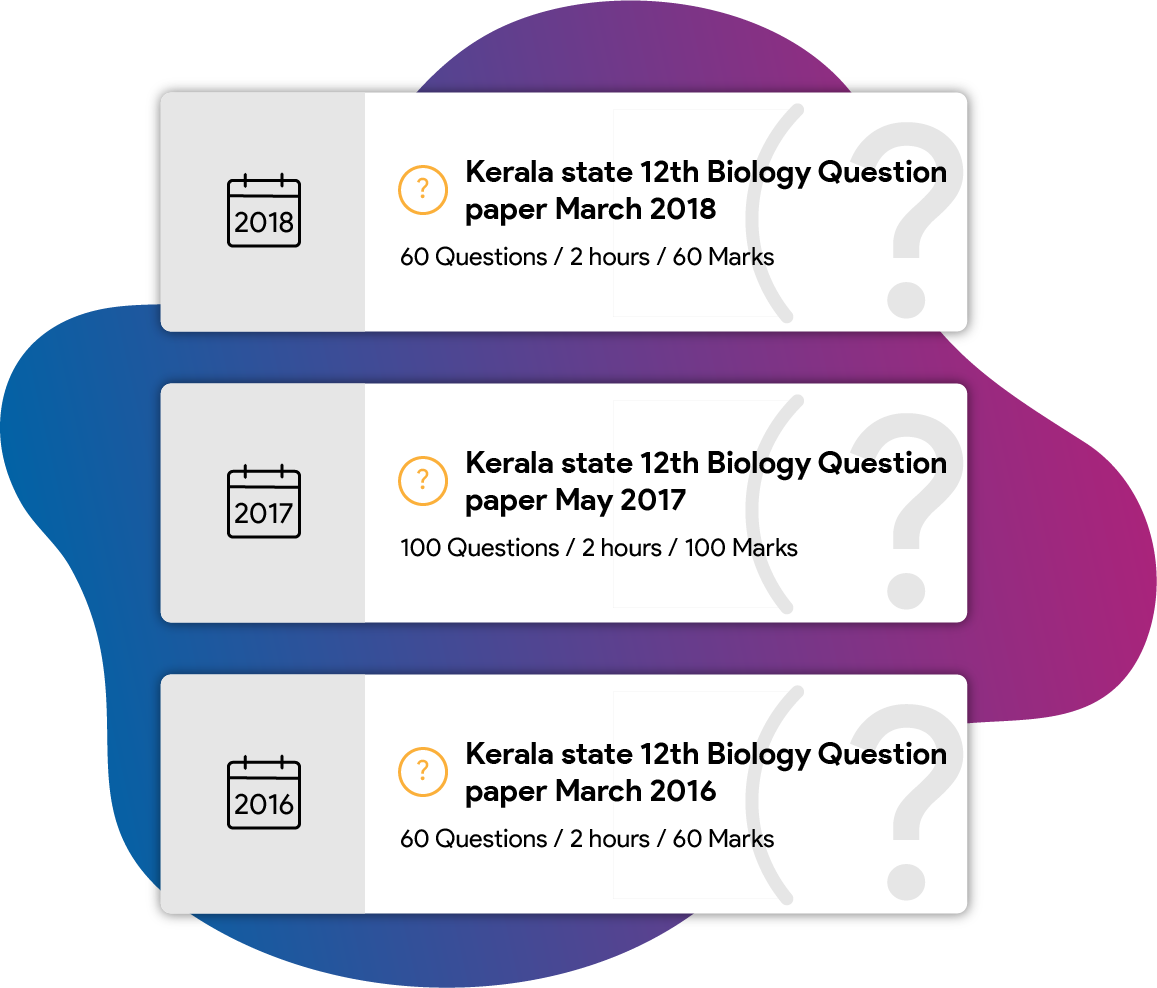 2018
?
Kerala state 12th Biology Question
paper March 2018
60 Questions / 2 hours / 60 Marks
(?
2017
?
Kerala state 12th Biology Question
paper May 2017
100 Questions / 2 hours / 100 Marks
(?
2016
?
Kerala state 12th Biology Question
paper March 2016
60 Questions / 2 hours / 60 Marks
(?